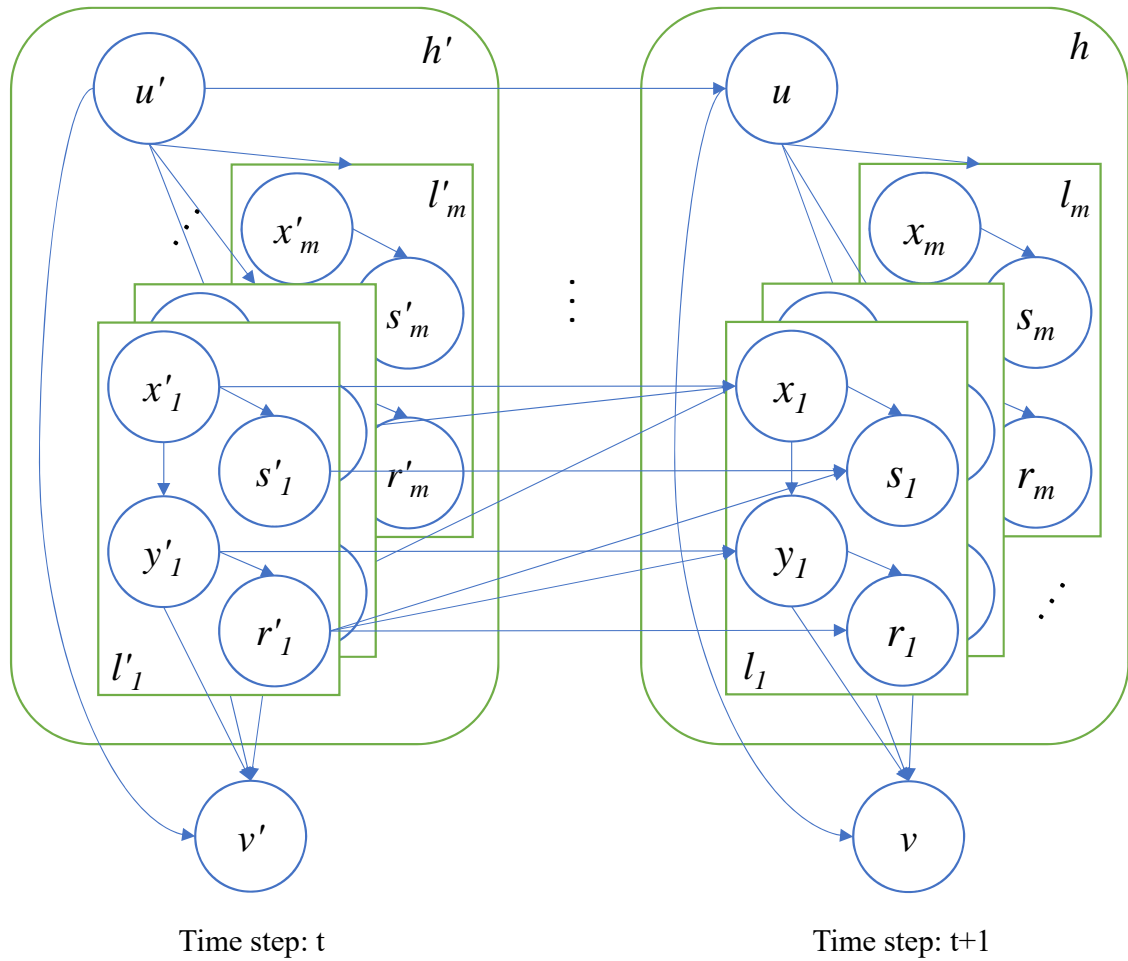 h'
h
u'
u
l'm
lm
x'm
xm
s'm
sm
x'1
x1
s'1
s1
r'm
rm
y'1
y1
r'1
r1
l'1
l1
v'
v
Time step: t
Time step: t+1